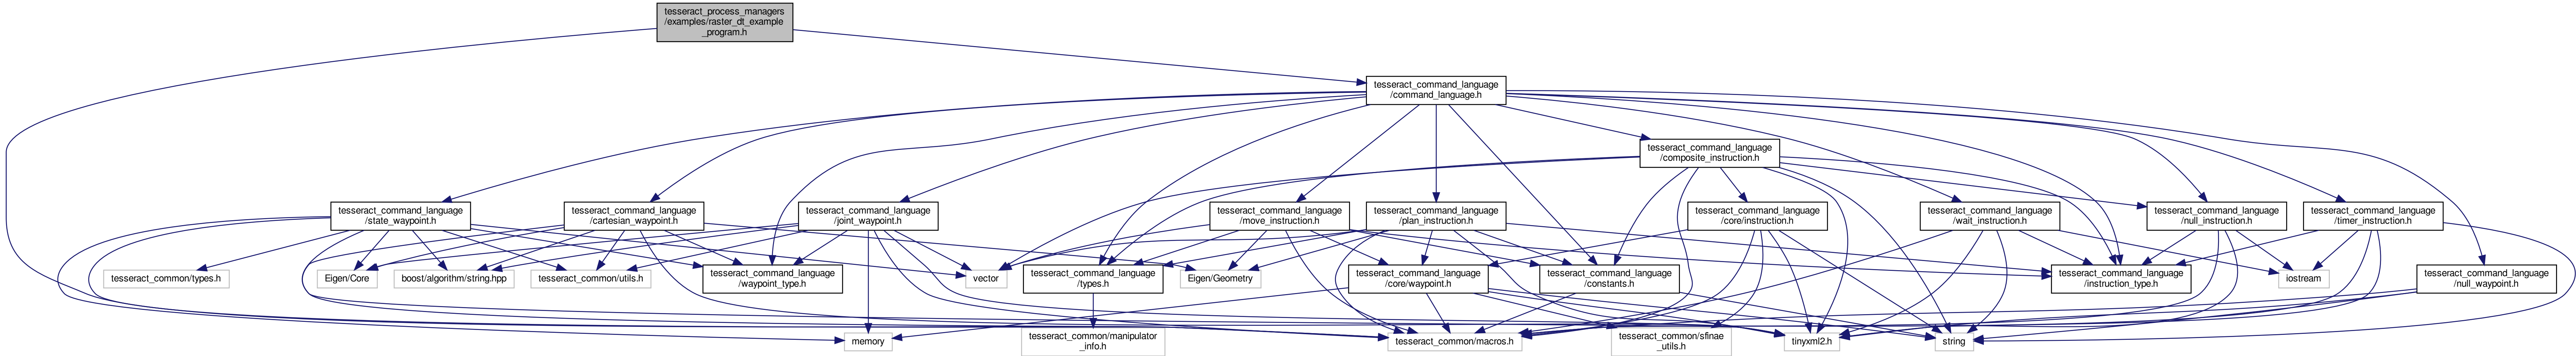 tesseract_process_managers
/examples/raster_dt_example
_program.h
tesseract_command_language
/command_language.h
tesseract_command_language
/composite_instruction.h
tesseract_command_language
/state_waypoint.h
tesseract_command_language
/cartesian_waypoint.h
tesseract_command_language
/joint_waypoint.h
tesseract_command_language
/move_instruction.h
tesseract_command_language
/plan_instruction.h
tesseract_command_language
/core/instruction.h
tesseract_command_language
/wait_instruction.h
tesseract_command_language
/null_instruction.h
tesseract_command_language
/timer_instruction.h
tesseract_common/types.h
Eigen/Core
boost/algorithm/string.hpp
tesseract_common/utils.h
tesseract_command_language
/waypoint_type.h
vector
tesseract_command_language
/types.h
Eigen/Geometry
tesseract_command_language
/core/waypoint.h
tesseract_command_language
/constants.h
tesseract_command_language
/instruction_type.h
iostream
tesseract_command_language
/null_waypoint.h
memory
tesseract_common/manipulator
_info.h
tesseract_common/macros.h
tesseract_common/sfinae
_utils.h
tinyxml2.h
string